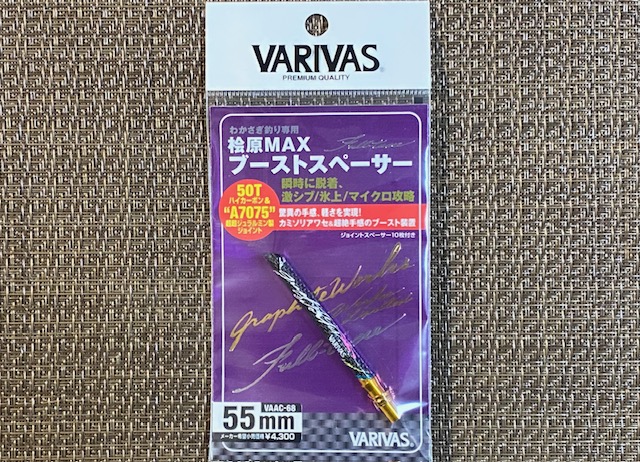 VARIVAS
PREMIUM QUALITY
わかさぎ釣り専用
桧原MAX
ブーストスペーサー
50T
ハイカーボン&
"A7075"
超超ジュラルミン製
ジョイント
瞬時に脱着、
激シブ/氷上/マイクロ攻略
驚異の手感、軽さを実現!
カミソリアワセ&超絶手感のブースト装置
ジョイントスペーサー10枚付き
GraphiteWorks
VARIVAS
VAAC-68
55mm
メーカー希望小売価格¥4,300
VARIVAS